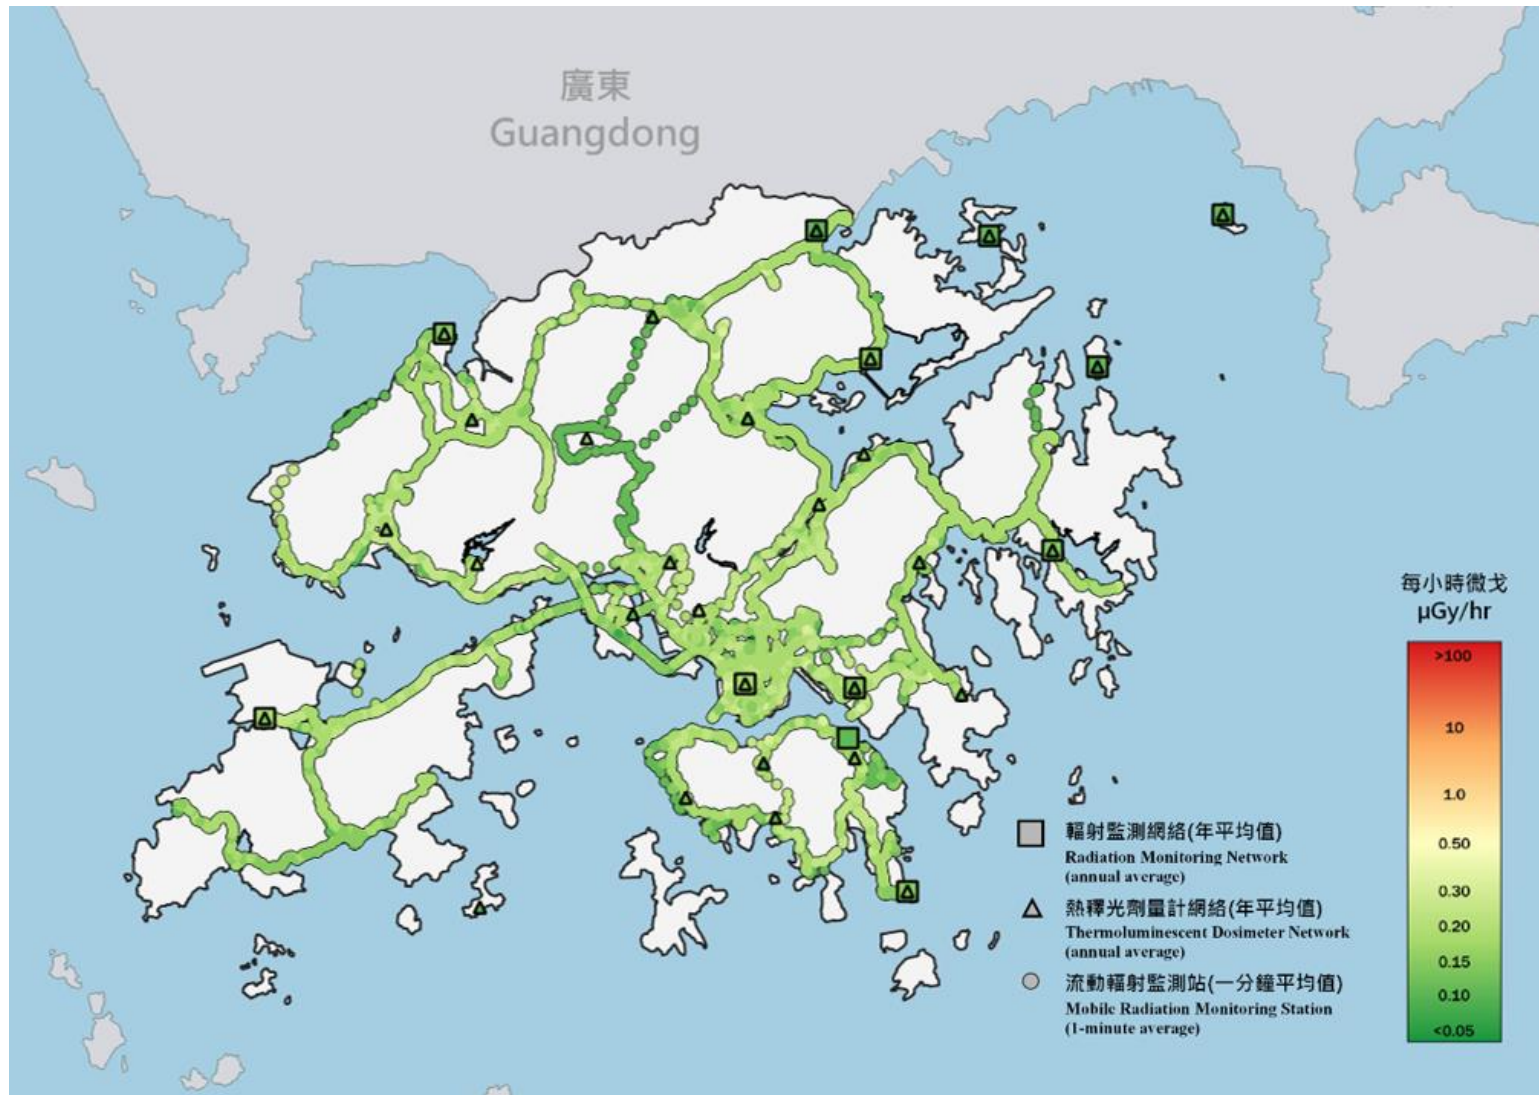 廣東
Guangdong
每小時微戈
μGy/hr
>100
10
1.0
0.50
0.30
0.20
0.15
0.10
<0.05
輻射監測網絡(年平均值)
Radiation Monitoring Network
(annual average)
熱釋光劑量計網絡(年平均值)
Thermoluminescent Dosimeter Network
(annual average)
流動輻射監測站(一分鐘平均值)
Mobile Radiation Monitoring Station
(1-minute average)